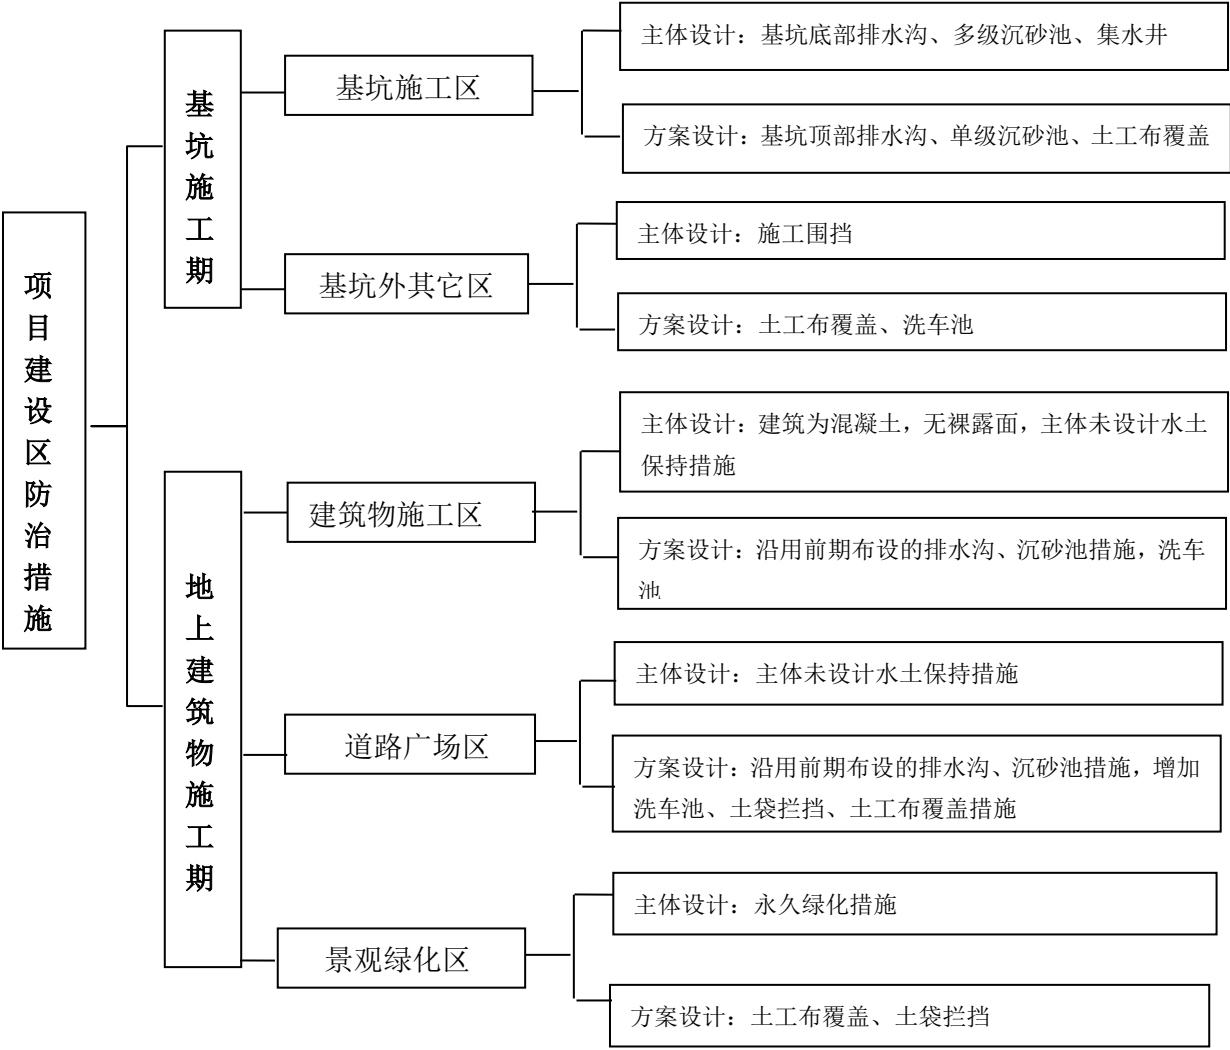 项目建设区防治措施
基坑施工期
基坑施工区
主体设计：基坑底部排水沟、多级沉砂池、集水井
方案设计：基坑顶部排水沟、单级沉砂池、土工布覆盖
基坑外其它区
主体设计：施工围挡
方案设计：土工布覆盖、洗车池
地上建筑物施工期
建筑物施工区
主体设计：建筑为混凝土，无裸露面，主体未设计水土
保持措施
方案设计：沿用前期布设的排水沟、沉砂池措施，洗车
池
道路广场区
主体设计：主体未设计水土保持措施
方案设计：沿用前期布设的排水沟、沉砂池措施，增加
洗车池、土袋拦挡、土工布覆盖措施
景观绿化区
主体设计：永久绿化措施
方案设计：土工布覆盖、土袋拦挡